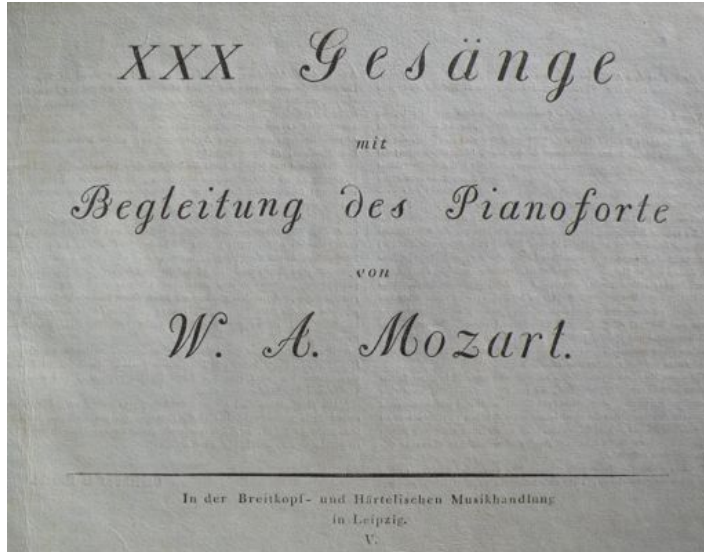 XXX Gesänge
mit
Begleitung des Pianoforte
von
W. A. Mozart.
In der Breitkopf- und Härtelischen Musikhandlung
in Leipzig.
V.